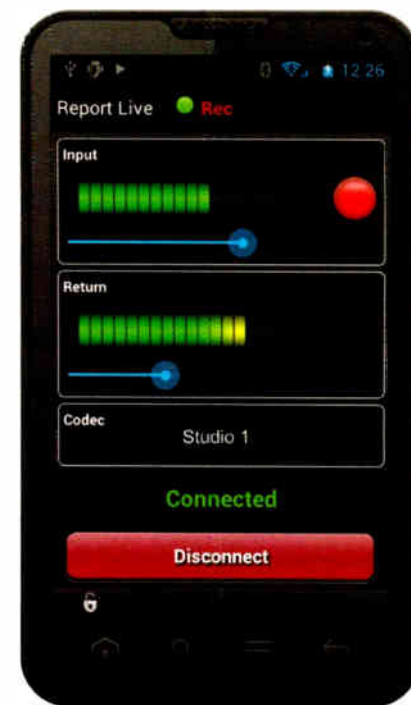 12.26
Report Live Rec
Input
Return
Codec
Studio 1
Connected
Disconnect